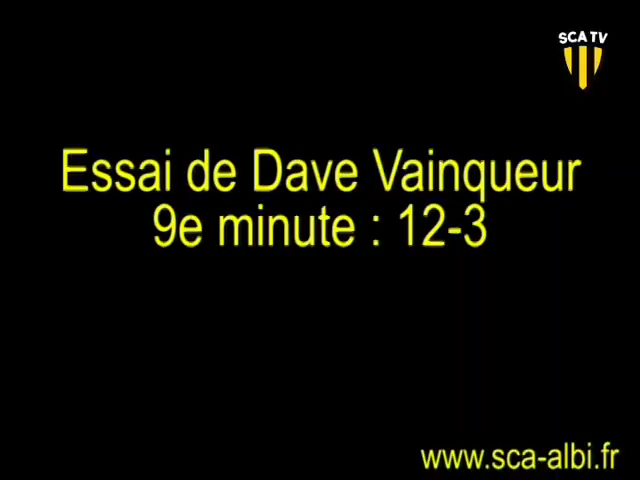 SCA TV
Essai de Dave Vainqueur
9e minute : 12-3
www.sca-albi.fr